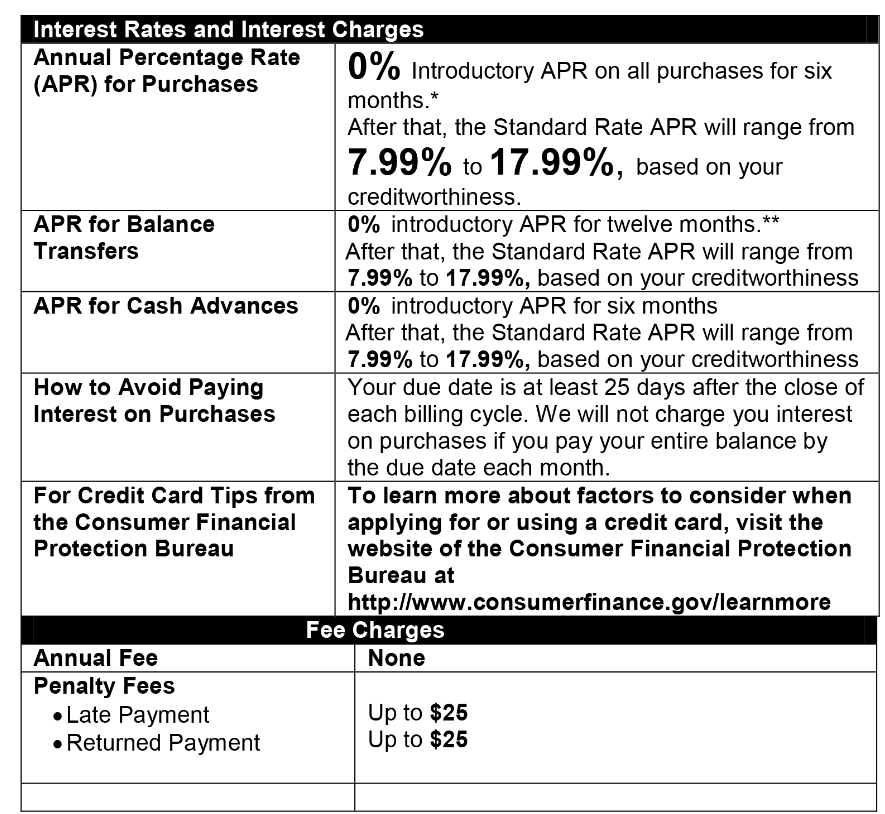 Interest Rates and Interest Charges
Annual Percentage Rate
(APR) for Purchases
0% Introductory APR on all purchases for six
months.*
After that, the Standard Rate APR will range from
7.99% to 17.99%, based on your
creditworthiness.
APR for Balance
Transfers
0% introductory APR for twelve months.**
After that, the Standard Rate APR will range from
7.99% to 17.99%, based on your creditworthiness
APR for Cash Advances
0% introductory APR for six months
After that, the Standard Rate APR will range from
7.99% to 17.99%, based on your creditworthiness
How to Avoid Paying
Interest on Purchases
Your due date is at least 25 days after the close of
each billing cycle. We will not charge you interest
on purchases if you pay your entire balance by
the due date each month.
For Credit Card Tips from
the Consumer Financial
Protection Bureau
To learn more about factors to consider when
applying for or using a credit card, visit the
website of the Consumer Financial Protection
Bureau at
http://www.consumerfinance.gov/learnmore
Fee Charges
Annual Fee
None
Penalty Fees
• Late Payment
Up to $25
• Returned Payment
Up to $25